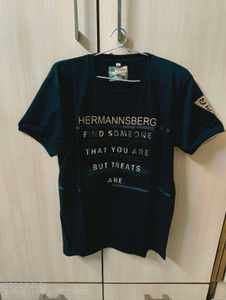 HERMANNSBERG
FIND SOMEONE
THAT YOU ARE
BUT TREATS
ARE